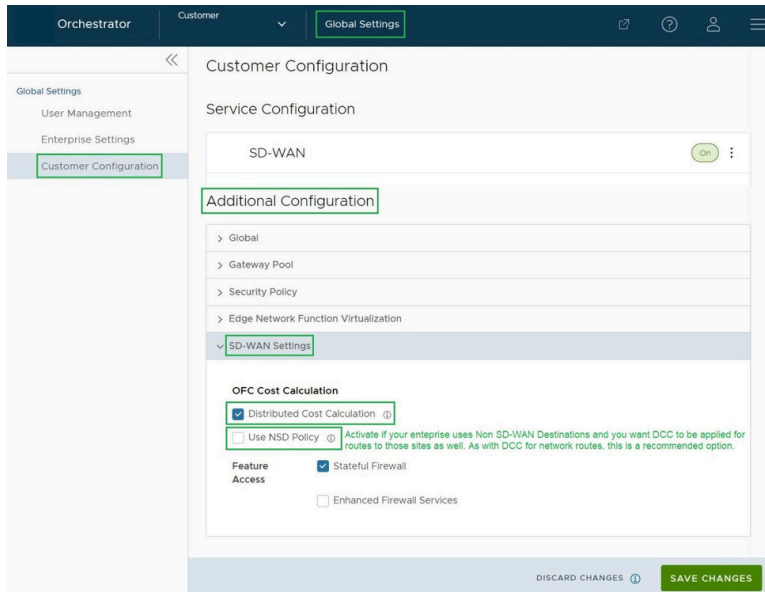 Orchestrator
Customer
Global Settings
Global Settings
User Management
Enterprise Settings
Customer Configuration
Customer Configuration
Service Configuration
SD-WAN
On
Additional Configuration
Global
Gateway Pool
Security Policy
Edge Network Function Virtualization
SD-WAN Settings
OFC Cost Calculation
Distributed Cost Calculation
Use NSD Policy
Activate if your enteprise uses Non SD-WAN Destinations and you want DCC to be applied for
routes to those sites as well. As with DCC for network routes, this is a recommended option.
Feature
Access
Stateful Firewall
Enhanced Firewall Services
DISCARD CHANGES
SAVE CHANGES